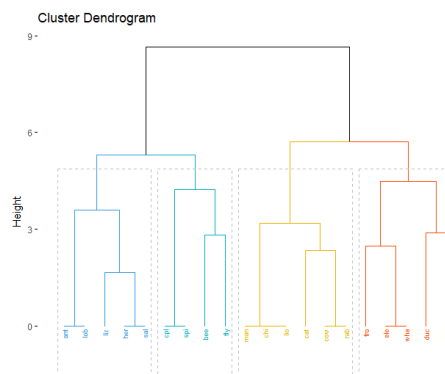 Cluster Dendrogram
9
6
3
0
Height
ant
lob
liz
her
sal
cpl
spi
bee
fly
man
chi
lio
cat
cow
rab
fro
ele
wha
duc